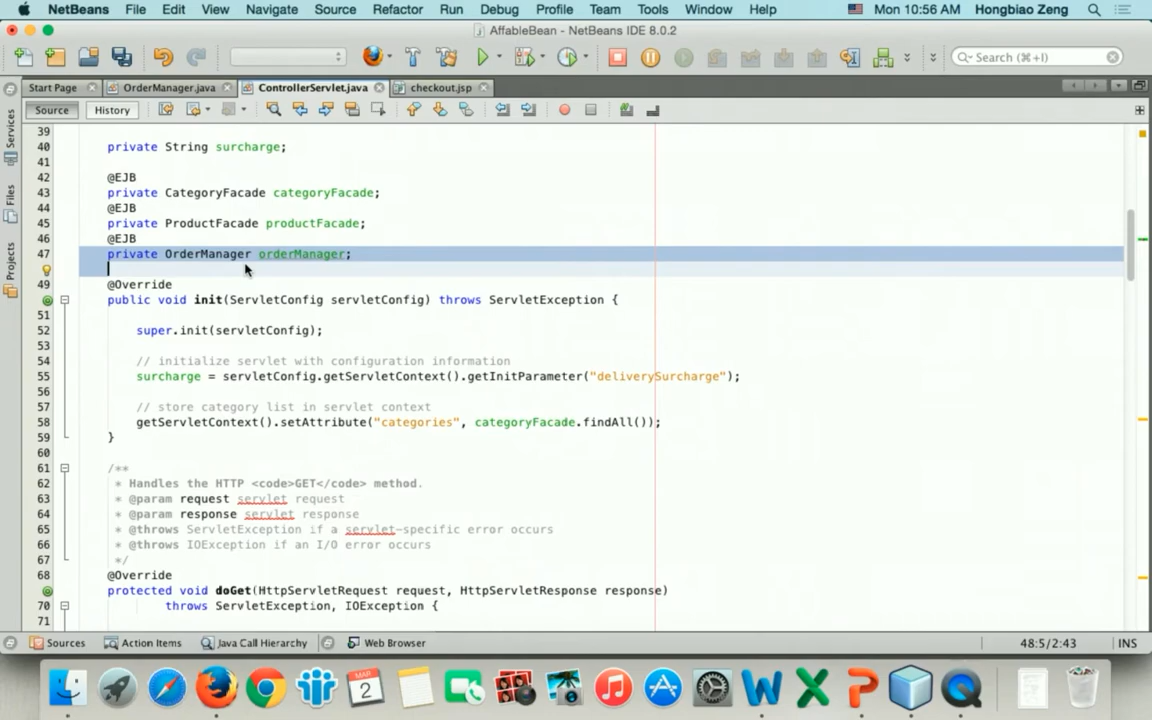 NetBeans File Edit View Navigate Source Refactor Run Debug Profile Team Tools Window Help Mon 10:56 AM Hongbiao Zeng
AffableBean - NetBeans IDE 8.0.2
Search (⌘+I)
Start Page OrderManager.java ControllerServlet.java checkout.jsp
Source History
Services
Files
Projects
39
40 private String surcharge;
41
42 @EJB
43 private CategoryFacade categoryFacade;
44 @EJB
45 private ProductFacade productFacade;
46 @EJB
47 private OrderManager orderManager;
49 @Override
public void init(ServletConfig servletConfig) throws ServletException {
51
52 super.init(servletConfig);
53
54 // initialize servlet with configuration information
55 surcharge = servletConfig.getServletContext().getInitParameter("deliverySurcharge");
56
57 // store category list in servlet context
58 getServletContext().setAttribute("categories", categoryFacade.findAll());
59 }
60
61 /**
62 * Handles the HTTP <code>GET</code> method.
63 * @param request servlet request
64 * @param response servlet response
65 * @throws ServletException if a servlet-specific error occurs
66 * @throws IOException if an I/O error occurs
67 */
68 @Override
protected void doGet(HttpServletRequest request, HttpServletResponse response)
70 throws ServletException, IOException {
71
Sources Action Items Java Call Hierarchy Web Browser 48:5/2:43 INS
2